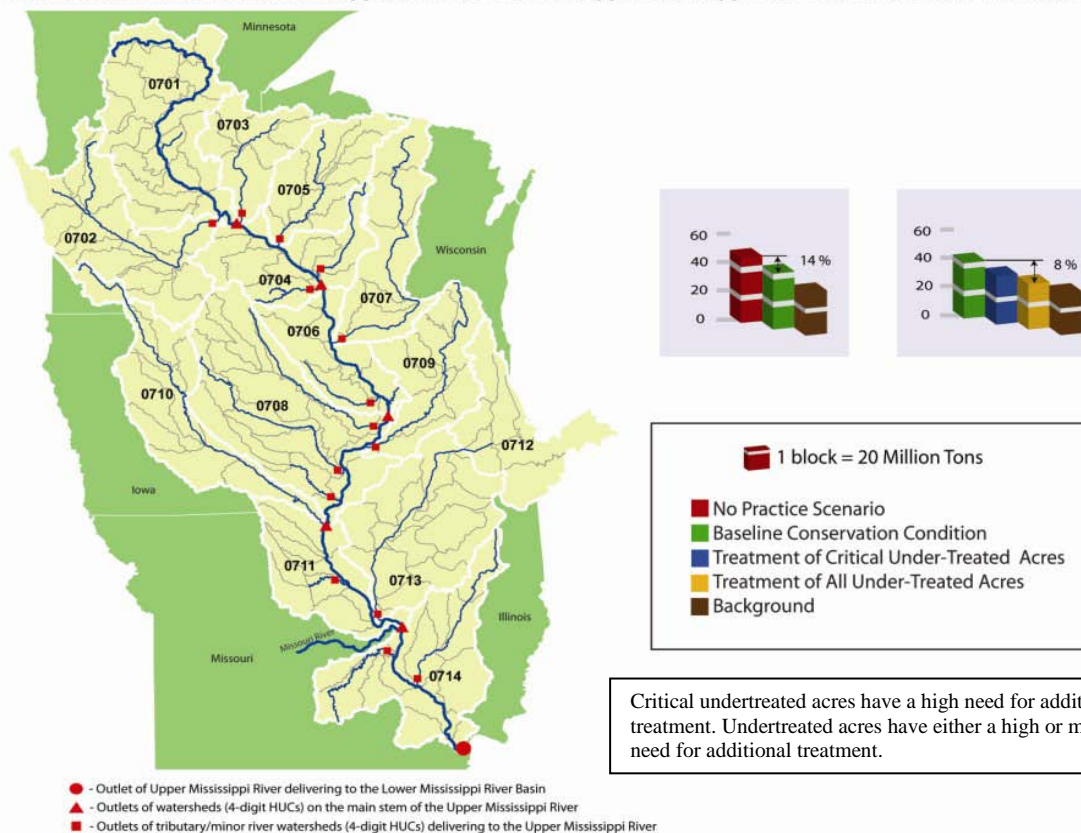 Minnesota
0701
0703
0705
0702
Wisconsin
0704
0707
0706
0709
0710
0708
0712
Iowa
0711
0713
Illinois
Missouri River
Missouri
0714
60
40
20
0
14 %
60
40
20
0
8 %
1 block = 20 Million Tons
No Practice Scenario
Baseline Conservation Condition
Treatment of Critical Under-Treated Acres
Treatment of All Under-Treated Acres
Background
Critical undertreated acres have a high need for addit
treatment. Undertreated acres have either a high or m
need for additional treatment.
- Outlet of Upper Mississippi River delivering to the Lower Mississippi River Basin
- Outlets of watersheds (4-digit HUCs) on the main stem of the Upper Mississippi River
- Outlets of tributary/minor river watersheds (4-digit HUCs) delivering to the Upper Mississippi River